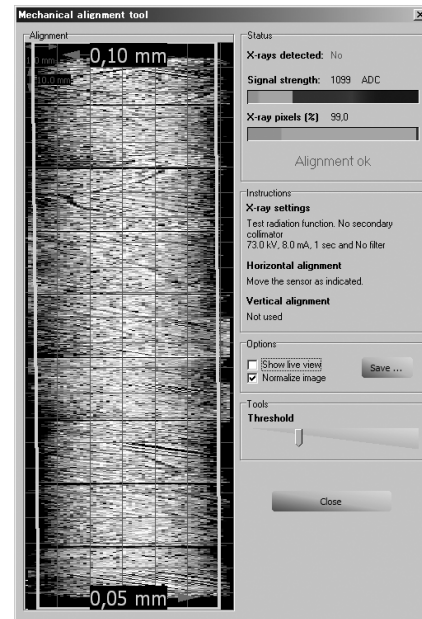 Mechanical alignment tool
Alignment
0,10 mm
10.0 mm
0,05 mm
Status
X-rays detected: No
Signal strength: 1099 ADC
X-ray pixels (%) 99,0
Alignment ok
Instructions
X-ray settings
Test radiation function. No secondary
collimator
73.0 kV, 8.0 mA, 1 sec and No filter
Horizontal alignment
Move the sensor as indicated.
Vertical alignment
Not used
Options
Show live view
Normalize image
Save ...
Tools
Threshold
Close